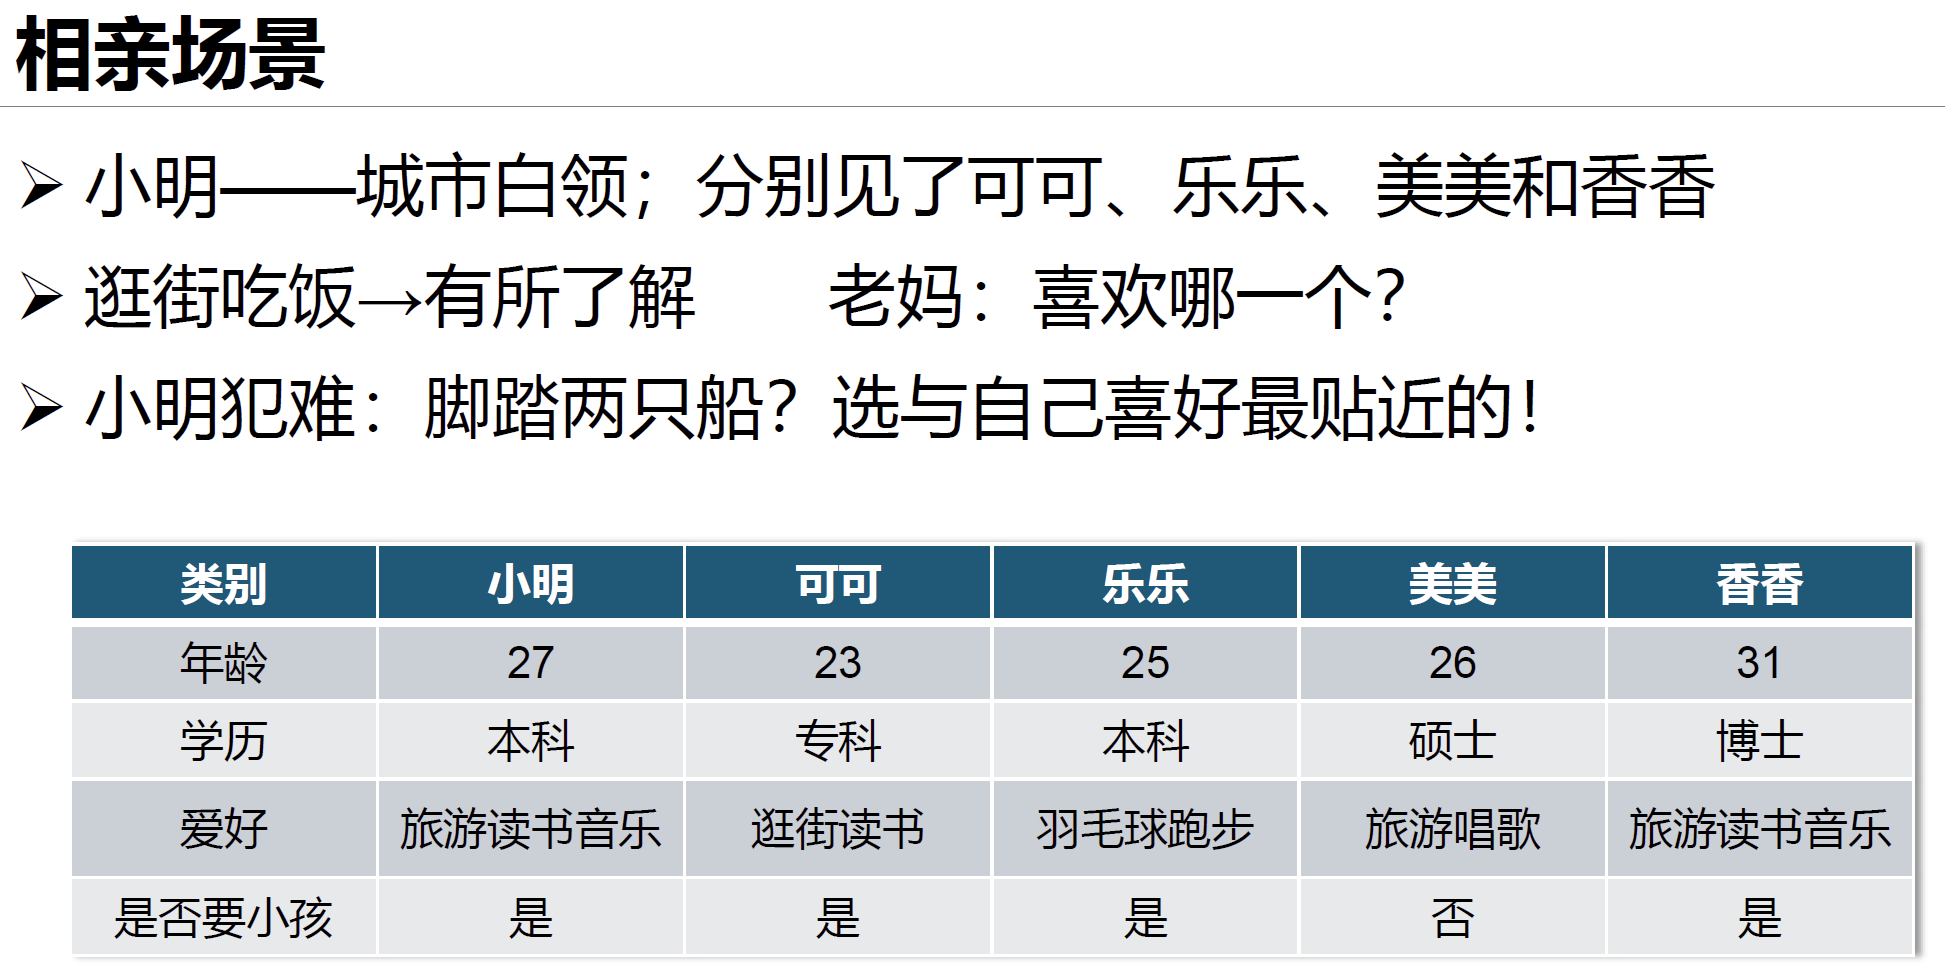 相亲场景
小明——城市白领；分别见了可可、乐乐、美美和香香
逛街吃饭→有所了解 老妈：喜欢哪一个？
小明犯难：脚踏两只船？选与自己喜好最贴近的！
类别 小明 可可 乐乐 美美 香香
年龄 27 23 25 26 31
学历 本科 专科 本科 硕士 博士
爱好 旅游读书音乐 逛街读书 羽毛球跑步 旅游唱歌 旅游读书音乐
是否要小孩 是 是 是 否 是